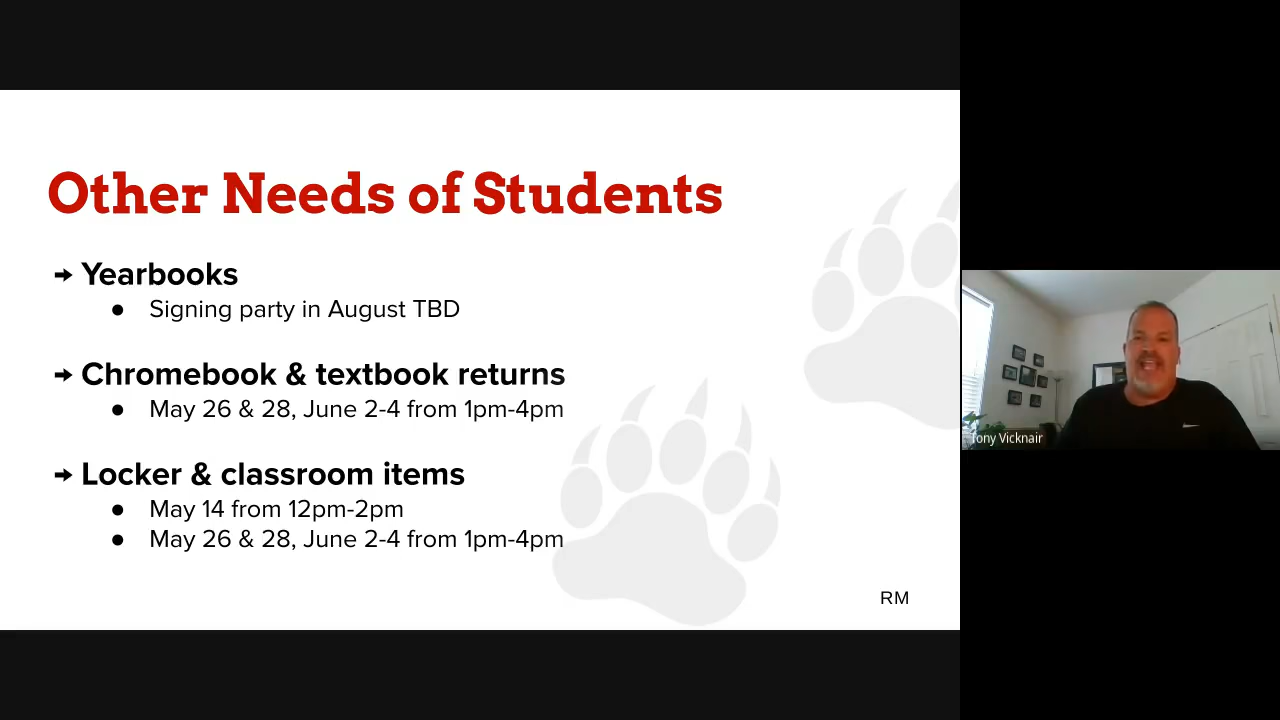 Other Needs of Students
➜ Yearbooks
● Signing party in August TBD
➜ Chromebook & textbook returns
● May 26 & 28, June 2-4 from 1pm-4pm
➜ Locker & classroom items
● May 14 from 12pm-2pm
● May 26 & 28, June 2-4 from 1pm-4pm
RM
Tony Vicknair